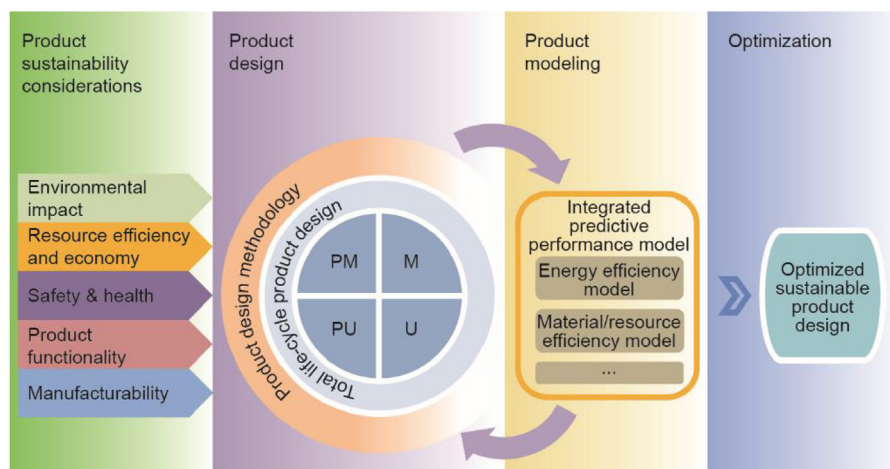 Product
sustainability
considerations
Product
design
Product
modeling
Optimization
Environmental
impact
Resource efficiency
and economy
Safety & health
Product
functionality
Manufacturability
Product design methodology
Total life-cycle product design
PM
M
PU
U
Integrated
predictive
performance model
Energy efficiency
model
Material/resource
efficiency model
...
Optimized
sustainable
product
design